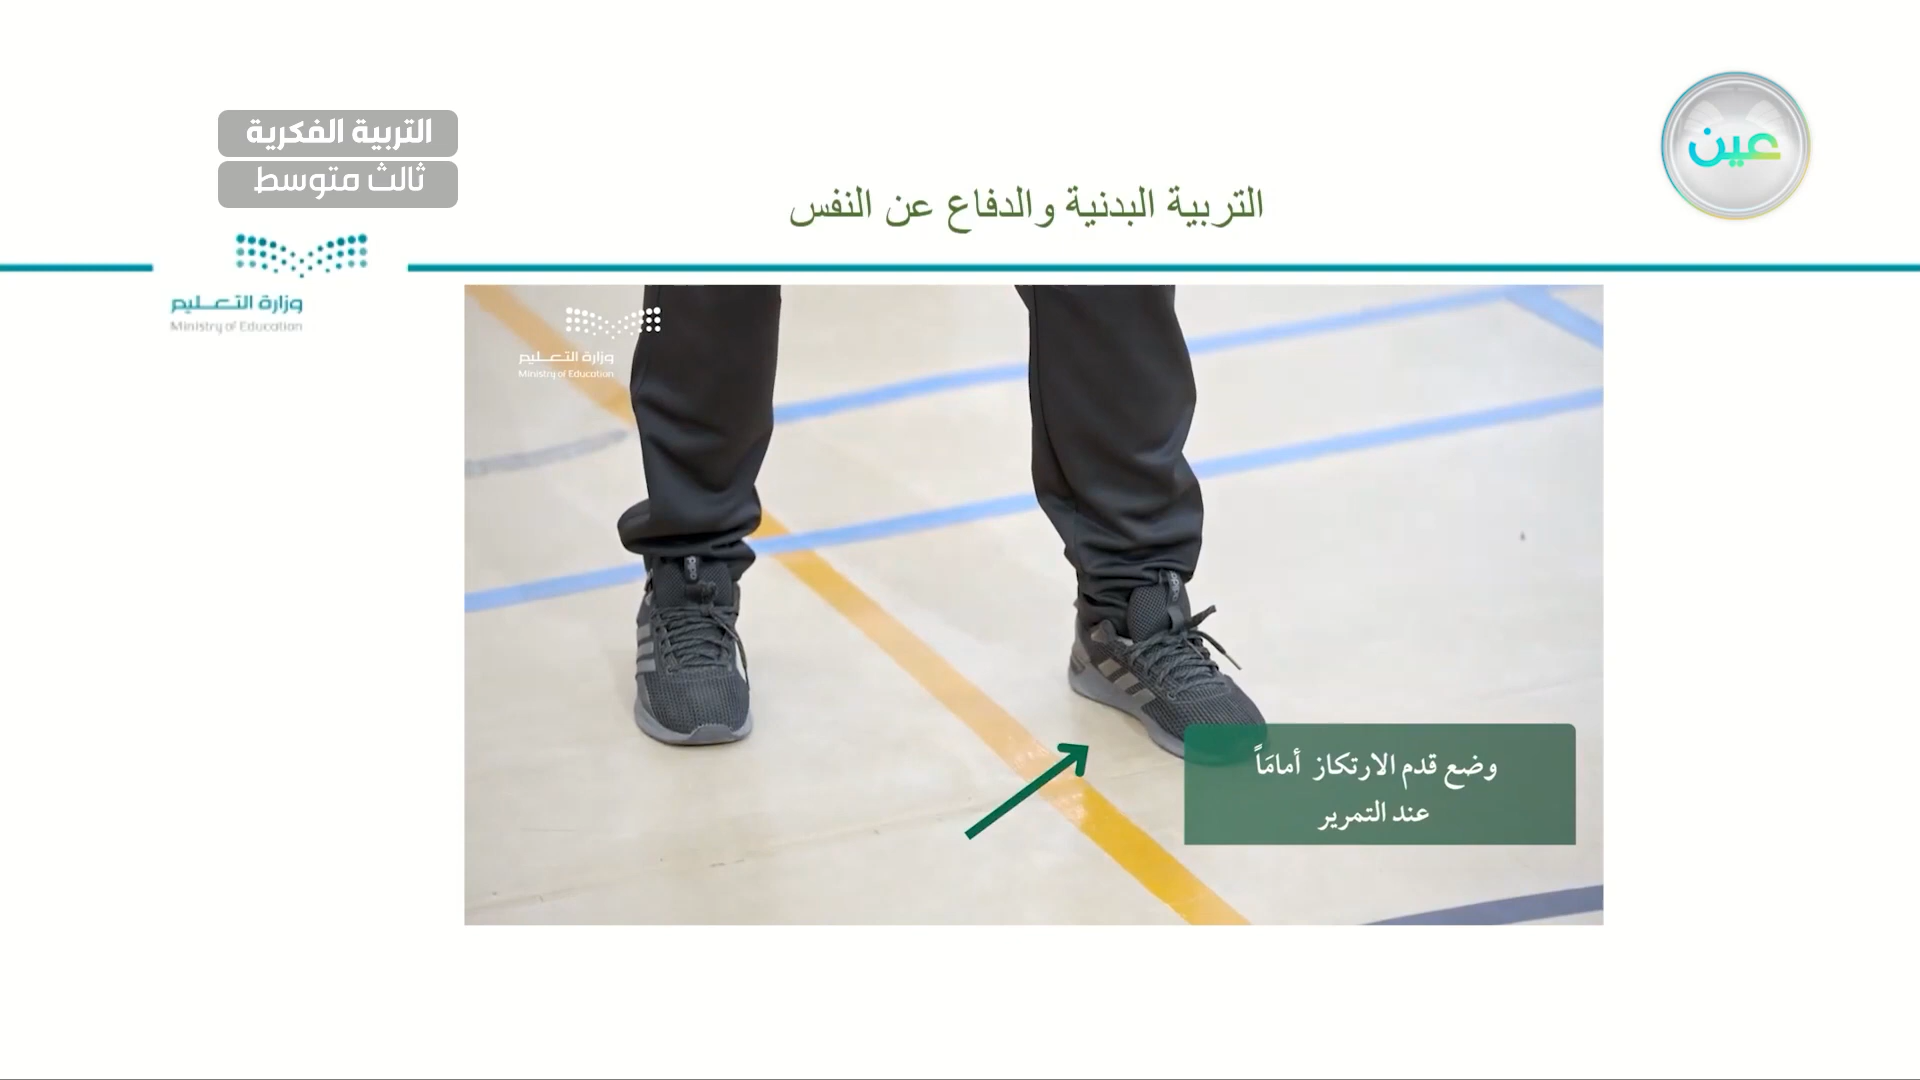 التربية الفكرية
ثالث متوسط
عين
التربية البدنية والدفاع عن النفس
وزارة التعليم
Ministry of Education
وزارة التعليم
Ministry of Education
وضع قدم الارتكاز أمامَاً
عند التمرير